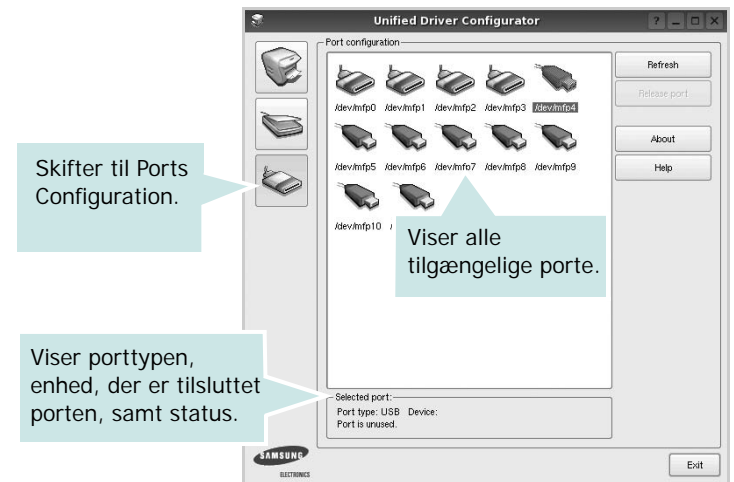 Unified Driver Configurator
Port configuration
/dev/mfp0 /dev/mfp1 /dev/mfp2 /dev/mfp3 /dev/mfp4
/dev/mfp5 /dev/mfp6 /dev/mfp7 /dev/mfp8 /dev/mfp9
/dev/mfp10 /
Refresh
Release port
About
Help
Skifter til Ports
Configuration.
Viser alle
tilgængelige porte.
Viser porttypen,
enhed, der er tilsluttet
porten, samt status.
Selected port:
Port type: USB Device:
Port is unused.
SAMSUNG
ELECTRONICS
Exit